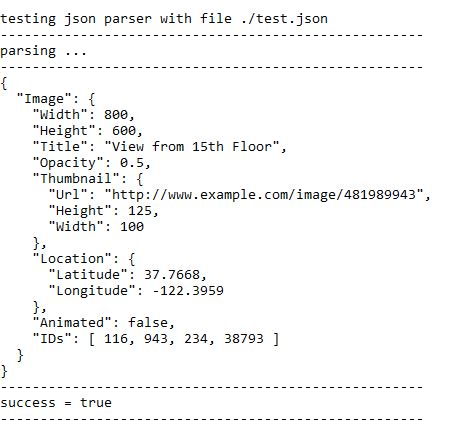 testing json parser with file ./test.json
-----------------------------------------------------
parsing ...
-----------------------------------------------------
{
  "Image": {
    "Width": 800,
    "Height": 600,
    "Title": "View from 15th Floor",
    "Opacity": 0.5,
    "Thumbnail": {
      "Url": "http://www.example.com/image/481989943",
      "Height": 125,
      "Width": 100
    },
    "Location": {
      "Latitude": 37.7668,
      "Longitude": -122.3959
    },
    "Animated": false,
    "IDs": [ 116, 943, 234, 38793 ]
  }
}
-----------------------------------------------------
success = true
-----------------------------------------------------